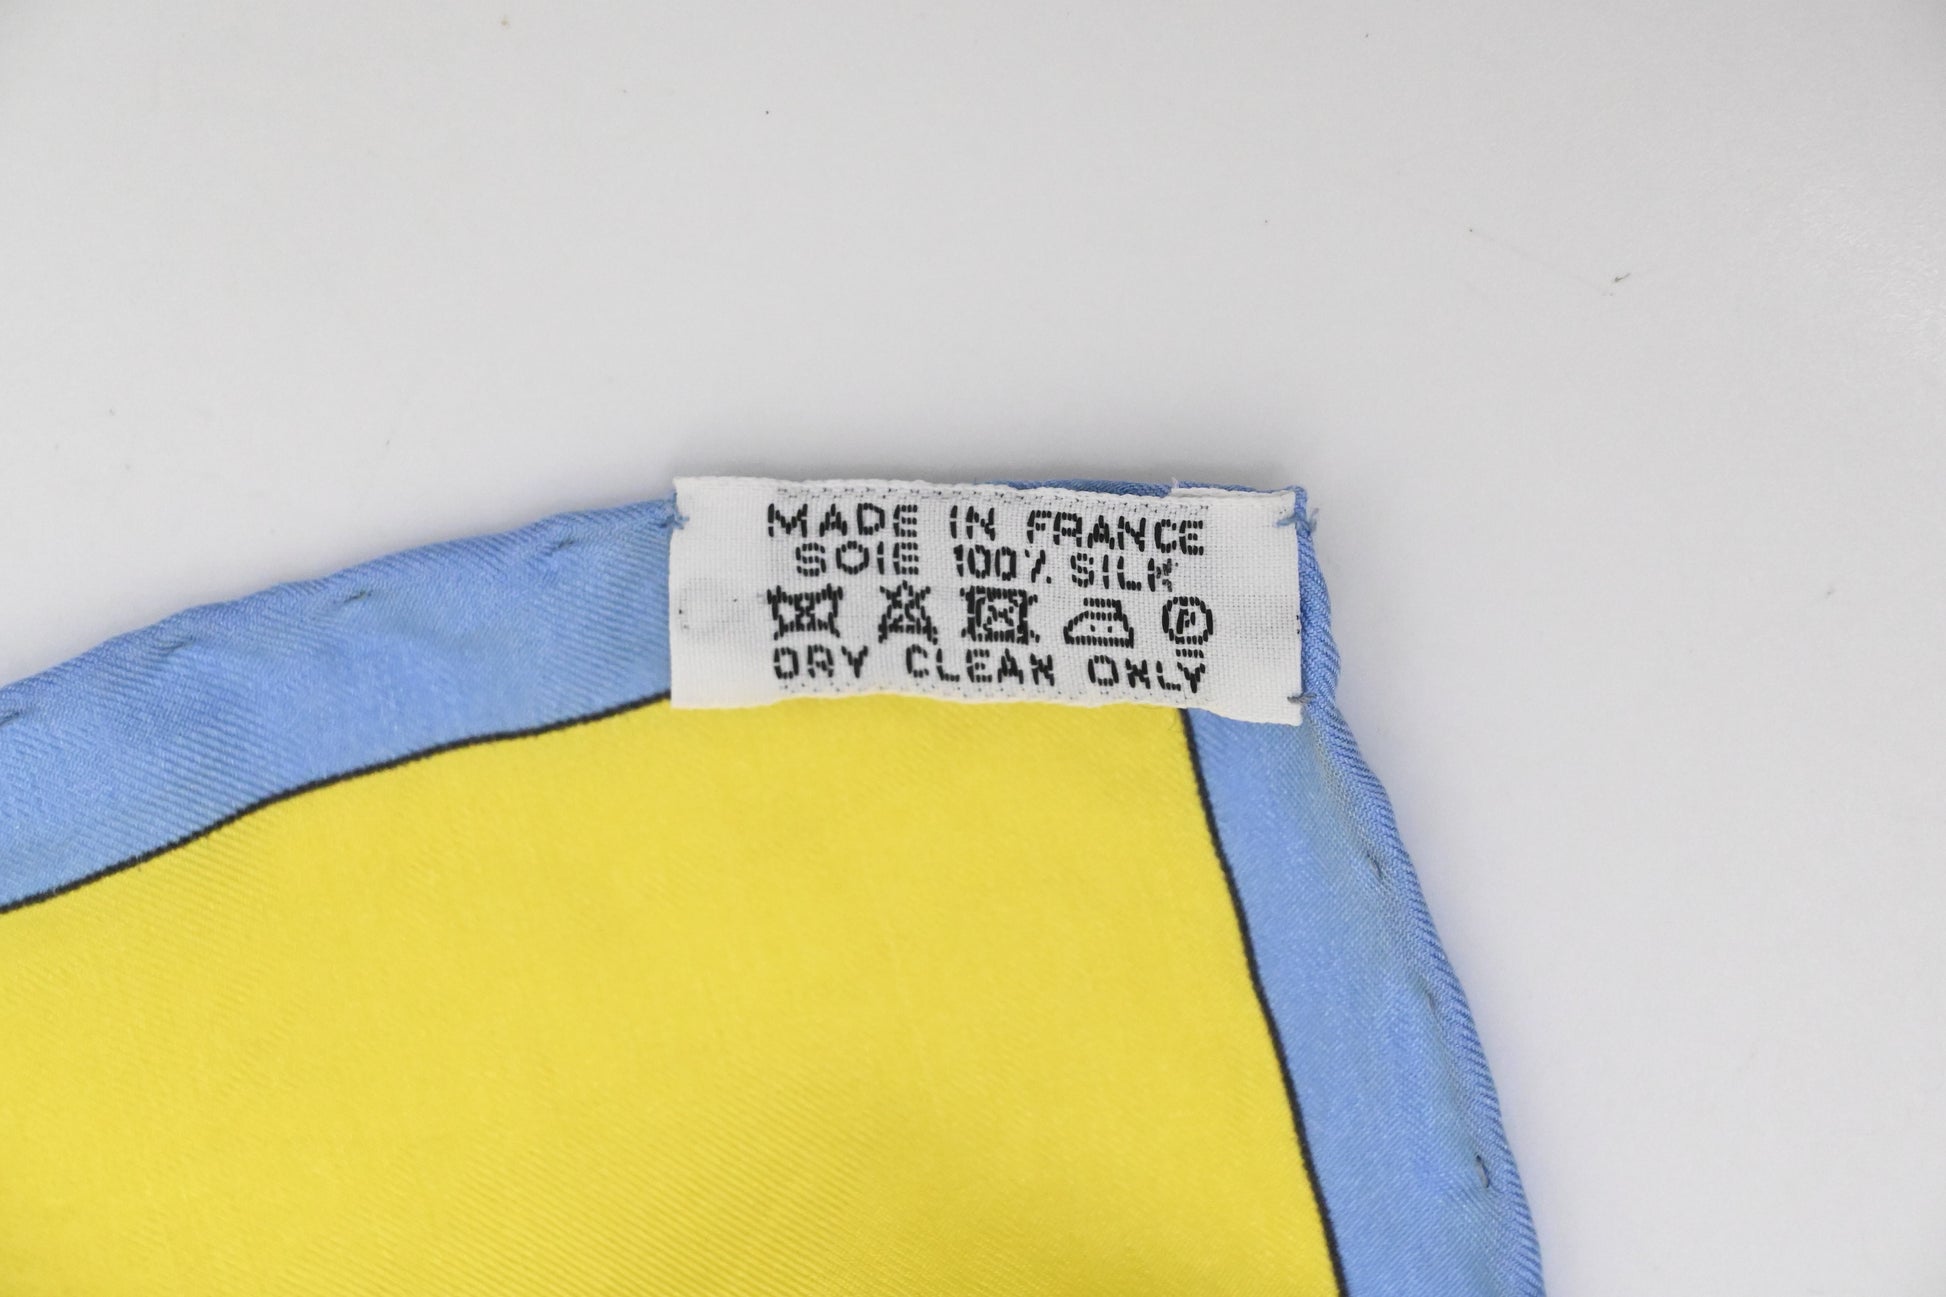 MADE IN FRANCE
SOIE 100% SILK
P
DRY CLEAN ONLY